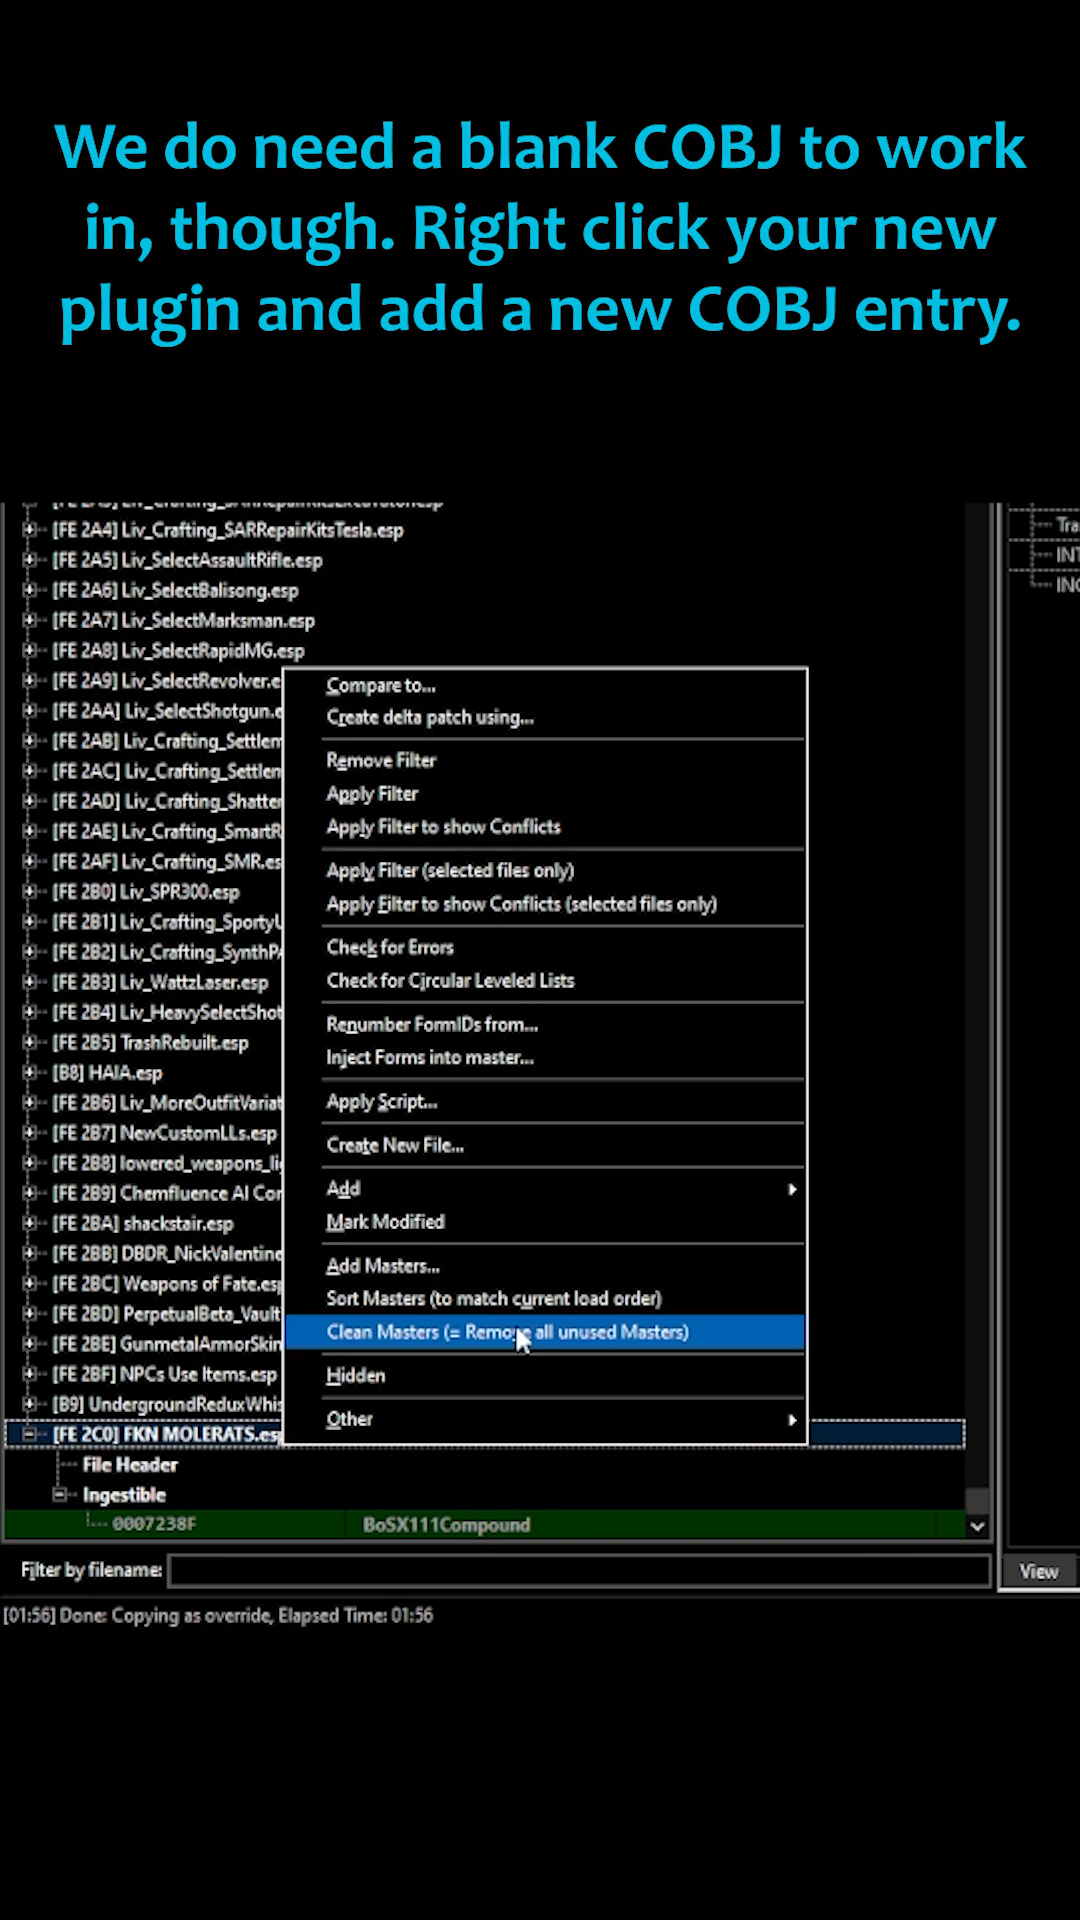 We do need a blank COBJ to work
in, though. Right click your new
plugin and add a new COBJ entry.
[FE 2A4] Liv_Crafting_SARRepairKitsTesla.esp
[FE 2A5] Liv_SelectAssaultRifle.esp
[FE 2A6] Liv_SelectBalisong.esp
[FE 2A7] Liv_SelectMarksman.esp
[FE 2A8] Liv_SelectRapidMG.esp
[FE 2A9] Liv_SelectRevolver.e
[FE 2AA] Liv_SelectShotgun.e
[FE 2AB] Liv_Crafting_Settlem
[FE 2AC] Liv_Crafting_Settlem
[FE 2AD] Liv_Crafting_Shatter
[FE 2AE] Liv_Crafting_SmartR
[FE 2AF] Liv_Crafting_SMR.es
[FE 2B0] Liv_SPR300.esp
[FE 2B1] Liv_Crafting_SportyU
[FE 2B2] Liv_Crafting_SynthPA
[FE 2B3] Liv_WattzLaser.esp
[FE 2B4] Liv_HeavySelectShot
[FE 2B5] TrashRebuilt.esp
[B8] HAIA.esp
[FE 2B6] Liv_MoreOutfitVariat
[FE 2B7] NewCustomLLs.esp
[FE 2B8] lowered_weapons_li
[FE 2B9] Chemfluence AI Cor
[FE 2BA] shackstair.esp
[FE 2BB] DBDR_NickValentine
[FE 2BC] Weapons of Fate.esp
[FE 2BD] PerpetualBeta_Vault
[FE 2BE] GunmetalArmorSkin
[FE 2BF] NPCs Use Items.esp
[B9] UndergroundReduxWhis
[FE 2C0] FKN MOLERATS.esp
File Header
Ingestible
0007238F BoSX111Compound
Compare to...
Create delta patch using...
Remove Filter
Apply Filter
Apply Filter to show Conflicts
Apply Filter (selected files only)
Apply Filter to show Conflicts (selected files only)
Check for Errors
Check for Circular Leveled Lists
Renumber FormIDs from...
Inject Forms into master...
Apply Script...
Create New File...
Add
Mark Modified
Add Masters...
Sort Masters (to match current load order)
Clean Masters (= Remove all unused Masters)
Hidden
Other
Tra
INT
Filter by filename:
View
[01:56] Done: Copying as override, Elapsed Time: 01:56